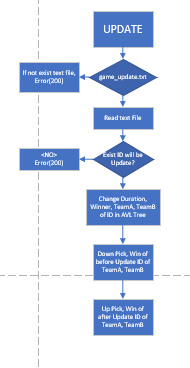 UPDATE
If not exist text file,
Error(200)
game_update.txt
Read text File
<NO>
Error(200)
Exist ID will be
Update?
Change Duration,
Winner, TeamA, TeamB
of ID in AVL Tree
Down Pick, Win of
before Update ID of
TeamA, TeamB
Up Pick, Win of
after Update ID of
TeamA, TeamB